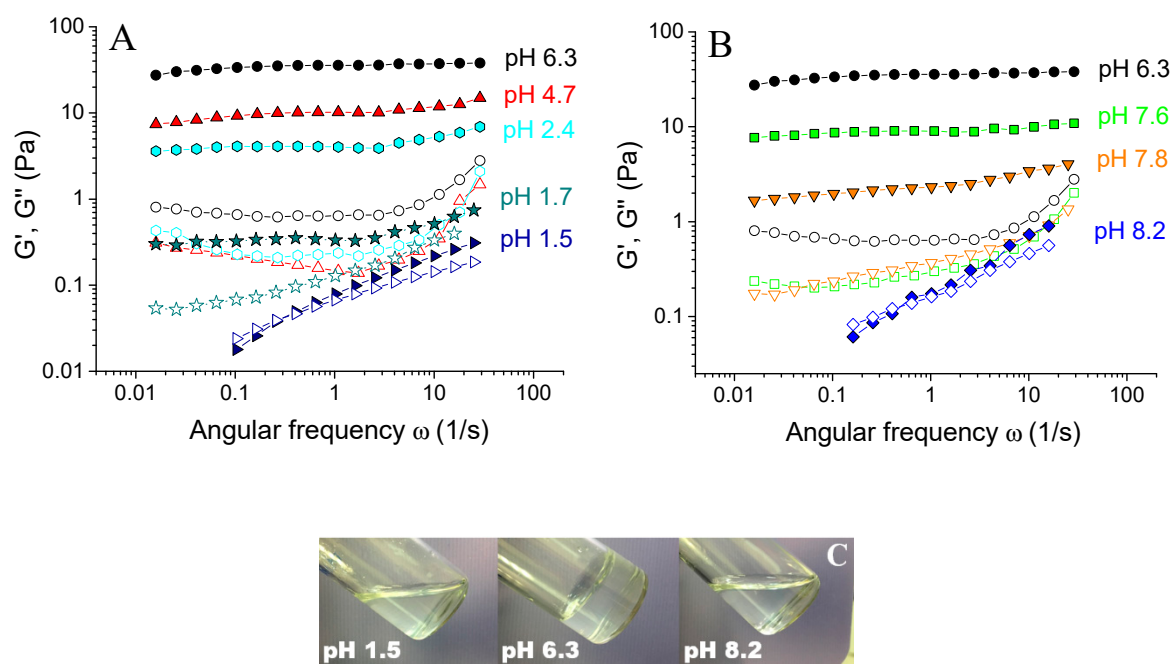 A
G', G" (Pa)
100
10
1
0.1
0.01
pH 6.3
pH 4.7
pH 2.4
pH 1.7
pH 1.5
0.01 0.1 1 10 100
Angular frequency ω (1/s)
B
G', G" (Pa)
100
10
1
0.1
pH 6.3
pH 7.6
pH 7.8
pH 8.2
0.01 0.1 1 10 100
Angular frequency ω (1/s)
C
pH 1.5 pH 6.3 pH 8.2